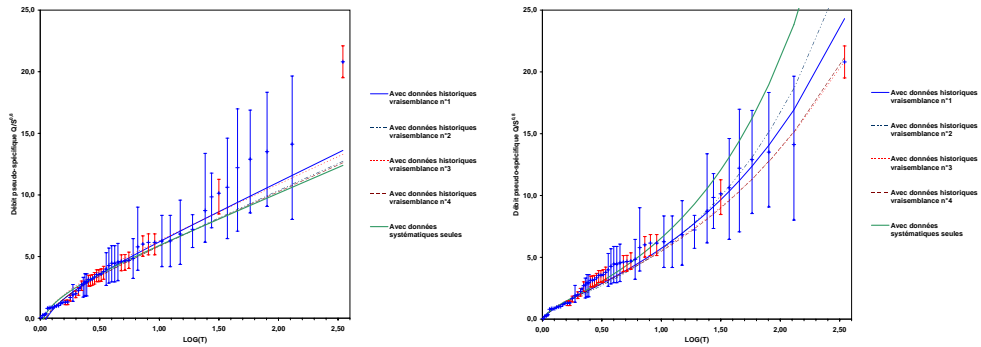 25,0
20,0
15,0
10,0
5,0
0,0
0,00
0,50
1,00
1,50
2,00
2,50
LOG(T)
Débit pseudo-spécifique Q/S^0,8
Avec données historiques
vraisemblance n°1
Avec données historiques
vraisemblance n°2
Avec données historiques
vraisemblance n°3
Avec données historiques
vraisemblance n°4
Avec données
systématiques seules
25,0
20,0
15,0
10,0
5,0
0,0
0,00
0,50
1,00
1,50
2,00
2,50
LOG(T)
Débit pseudo-spécifique Q/S^0,8
Avec données historiques
vraisemblance n°1
Avec données historiques
vraisemblance n°2
Avec données historiques
vraisemblance n°3
Avec données historiques
vraisemblance n°4
Avec données
systématiques seules